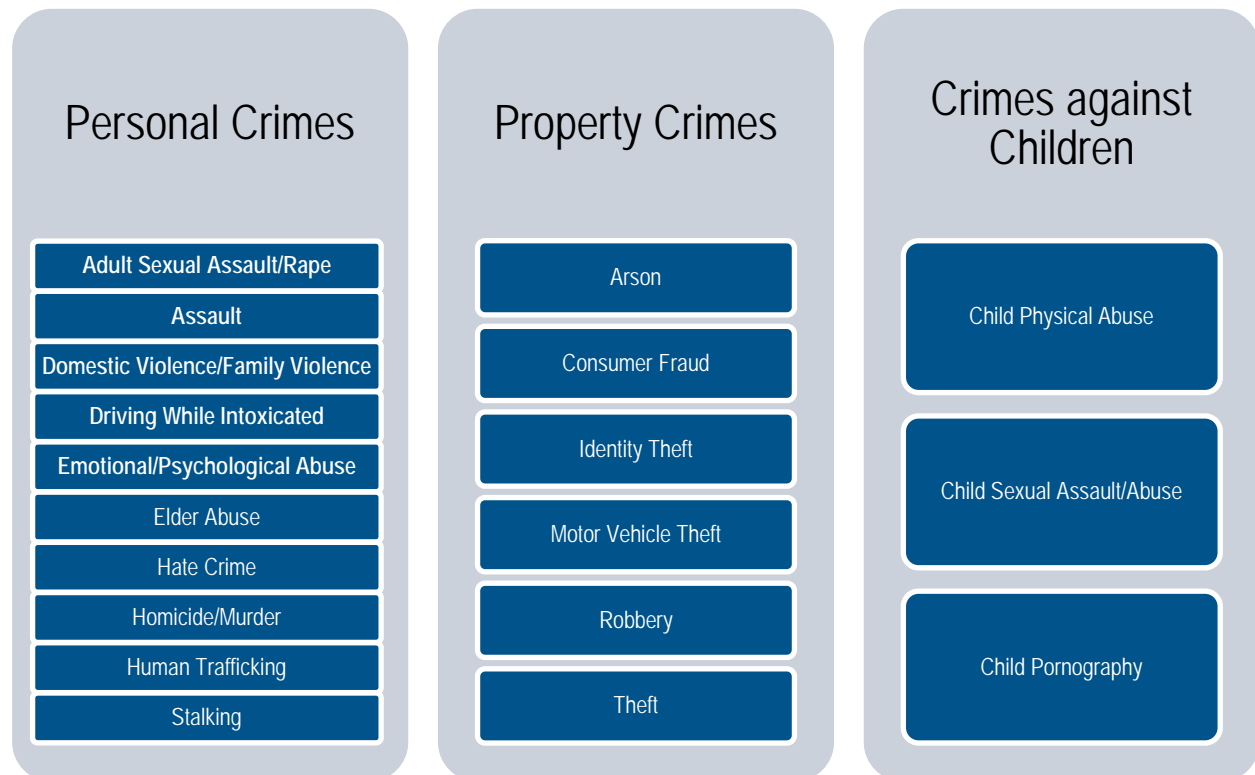 Personal Crimes
Adult Sexual Assault/Rape
Assault
Domestic Violence/Family Violence
Driving While Intoxicated
Emotional/Psychological Abuse
Elder Abuse
Hate Crime
Homicide/Murder
Human Trafficking
Stalking
Property Crimes
Arson
Consumer Fraud
Identity Theft
Motor Vehicle Theft
Robbery
Theft
Crimes against
Children
Child Physical Abuse
Child Sexual Assault/Abuse
Child Pornography